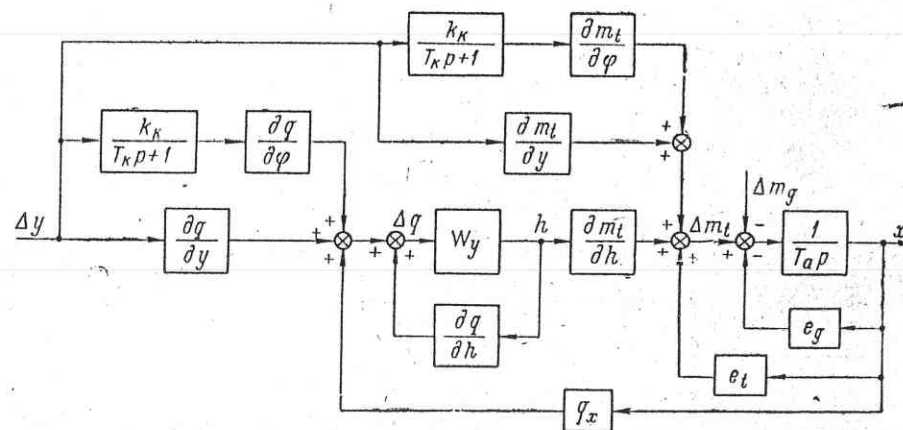 k_к / T_к p+1
∂m_t / ∂φ
k_к / T_к p+1
∂q / ∂φ
∂m_t / ∂y
+
+
Δm_g
Δy
∂q / ∂y
+
+
+
Δq
+
+
W_y
h
∂m_t / ∂h
+
+
+
+
Δm_t
−
+
−
1 / T_a p
x
∂q / ∂h
e_g
e_t
q_x